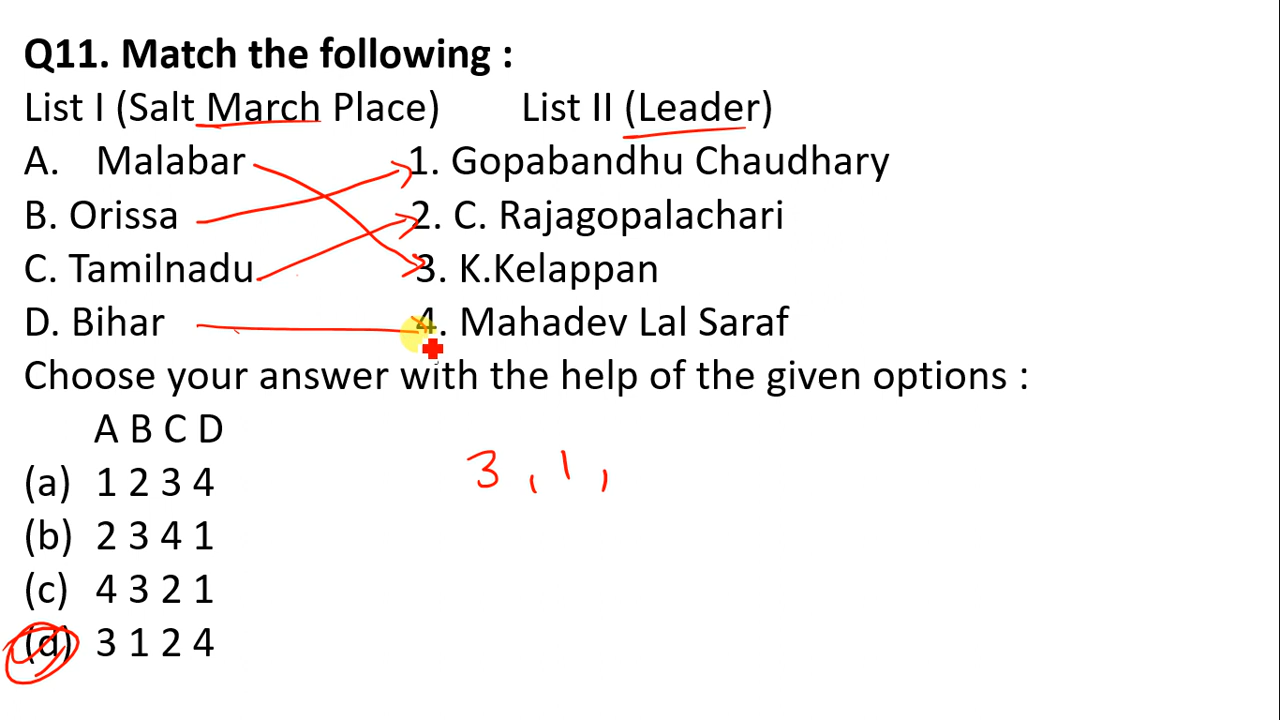 Q11. Match the following :
List I (Salt March Place) List II (Leader)
A. Malabar 1. Gopabandhu Chaudhary
B. Orissa 2. C. Rajagopalachari
C. Tamilnadu 3. K.Kelappan
D. Bihar 4. Mahadev Lal Saraf
Choose your answer with the help of the given options :
A B C D
(a) 1 2 3 4
3 , 1 ,
(b) 2 3 4 1
(c) 4 3 2 1
(d) 3 1 2 4